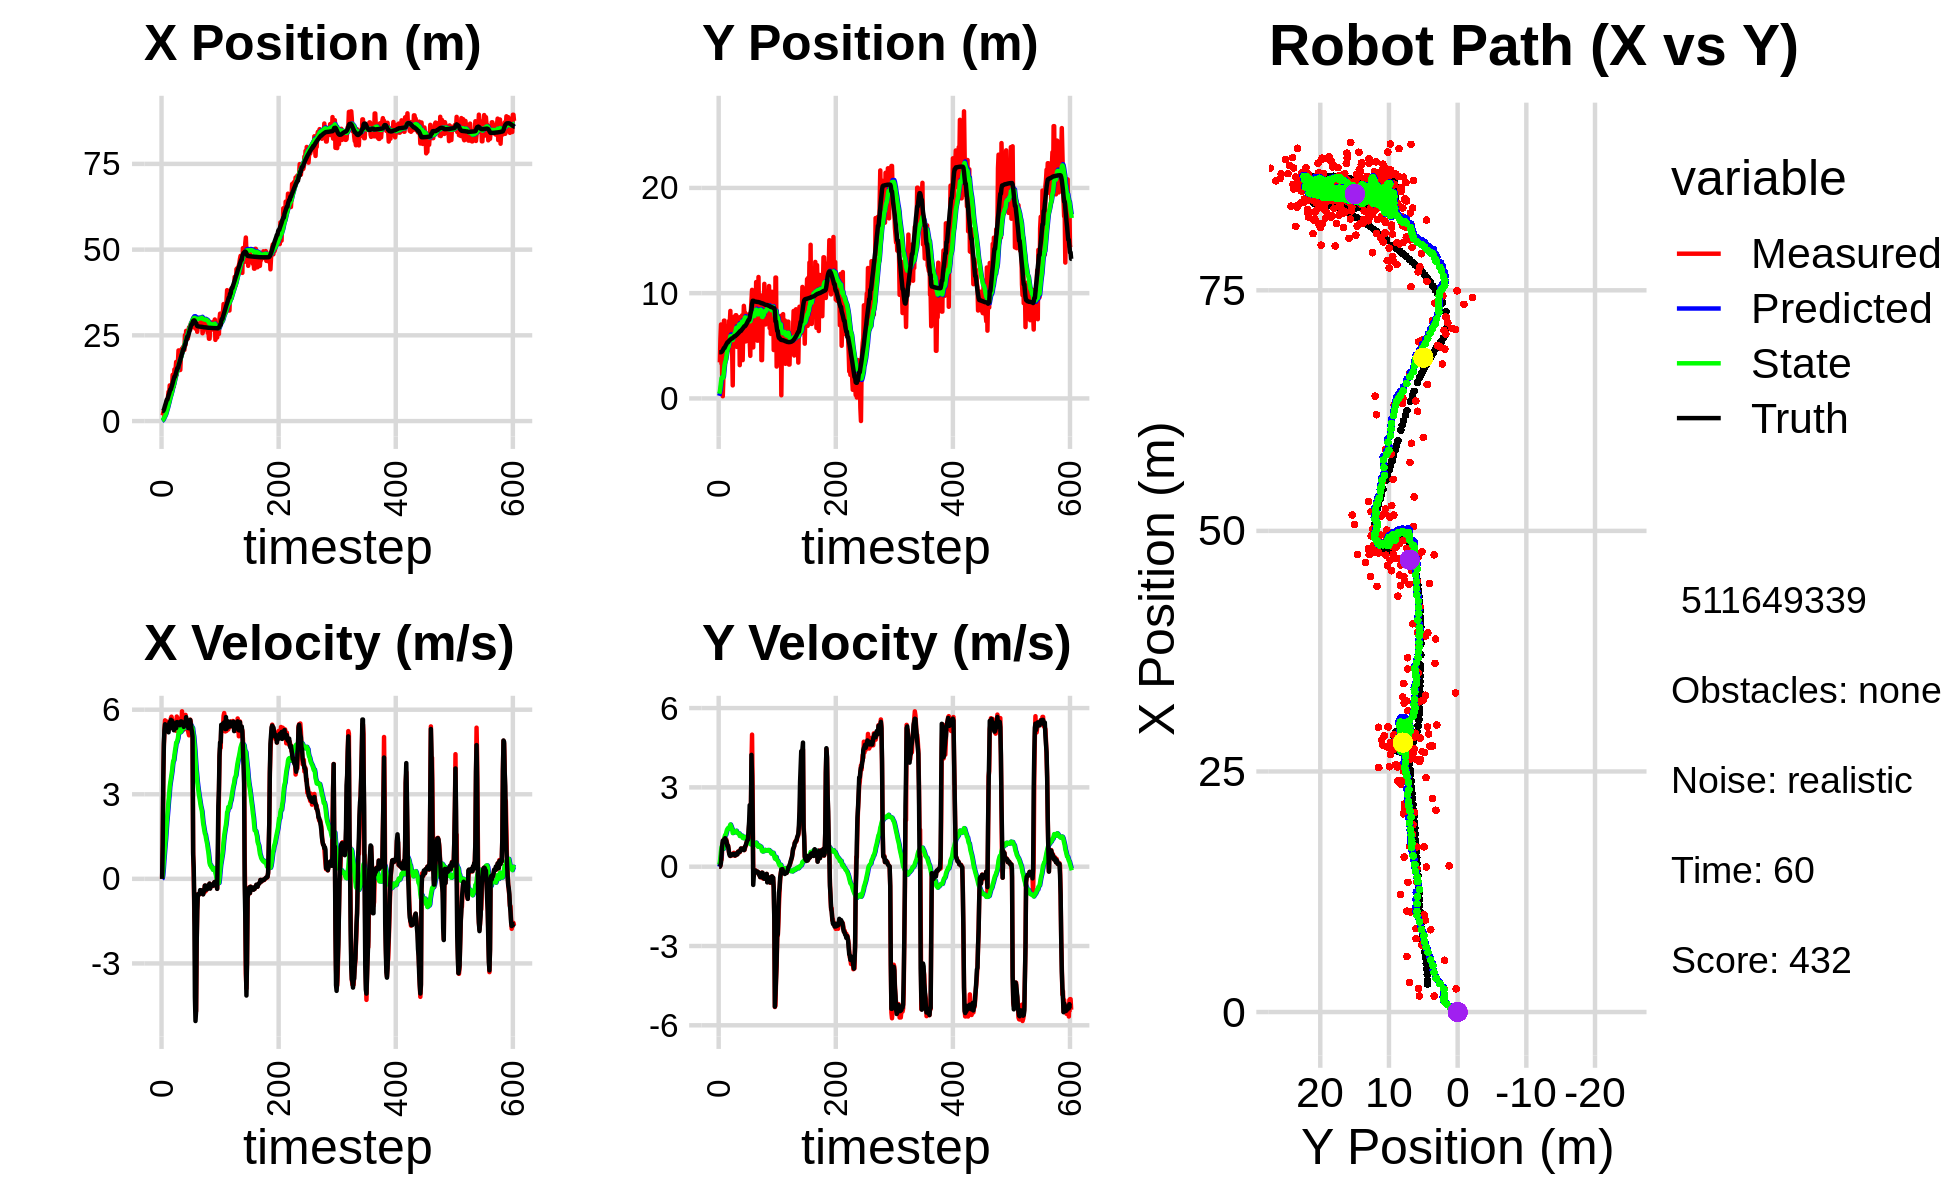 X Position (m)
75
50
25
0
0
200
400
600
timestep
Y Position (m)
20
10
0
0
200
400
600
timestep
X Velocity (m/s)
6
3
0
-3
0
200
400
600
timestep
Y Velocity (m/s)
6
3
0
-3
-6
0
200
400
600
timestep
Robot Path (X vs Y)
X Position (m)
75
50
25
0
20 10 0 -10 -20
Y Position (m)
variable
Measured
Predicted
State
Truth
511649339
Obstacles: none
Noise: realistic
Time: 60
Score: 432